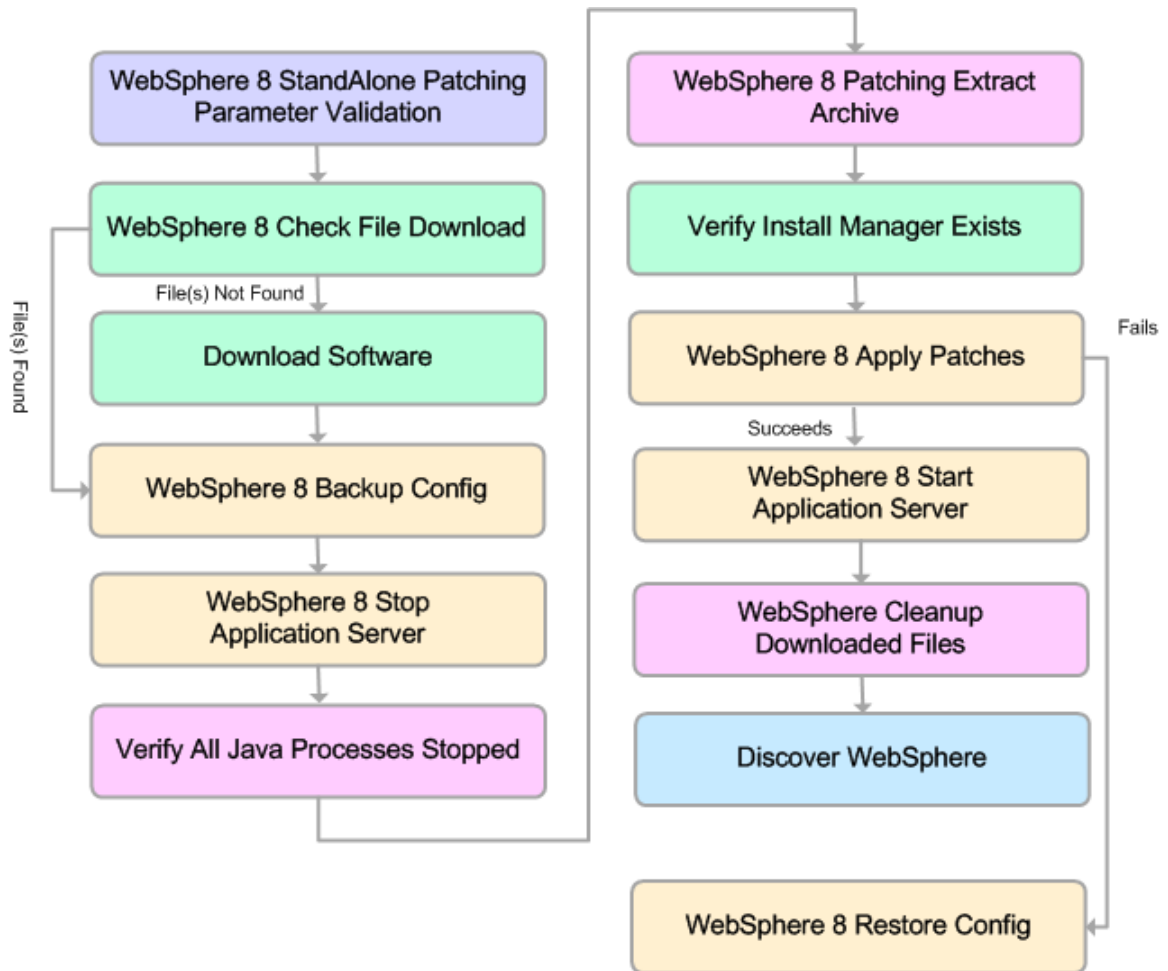 WebSphere 8 StandAlone Patching
Parameter Validation
WebSphere 8 Check File Download
File(s) Not Found
File(s) Found
Download Software
WebSphere 8 Backup Config
WebSphere 8 Stop
Application Server
Verify All Java Processes Stopped
WebSphere 8 Patching Extract
Archive
Verify Install Manager Exists
WebSphere 8 Apply Patches
Fails
Succeeds
WebSphere 8 Start
Application Server
WebSphere Cleanup
Downloaded Files
Discover WebSphere
WebSphere 8 Restore Config